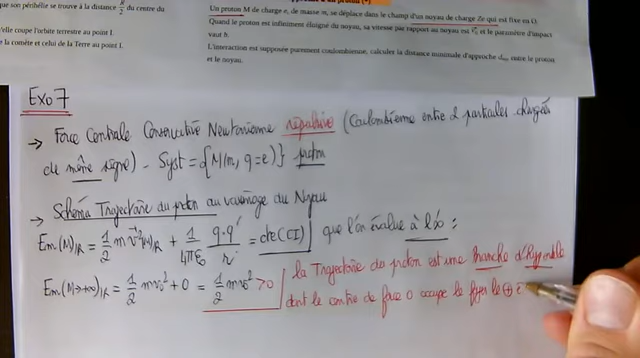 que son périhélie se trouve à la distance R/2 du centre du
elle coupe l'orbite terrestre au point I.
la comète et celui de la Terre au point I.
d'un proton (*)
Un proton M de charge e, de masse m, se déplace dans le champ d'un noyau de charge Ze qui est fixe en O.
Quand le proton est infiniment éloigné du noyau, sa vitesse par rapport au noyau est v₀ et le paramètre d'impact
vaut b.
L'interaction est supposée purement coulombienne, calculer la distance minimale d'approche d_min entre le proton
et le noyau.
Exo 7
→ Force Centrale Conservative Newtonienne répulsive (Coulombienne entre 2 particules chargées
de même signe) - Syst = {M(m, q=e)} proton
→ Schéma Trajectoire du proton au voisinage du Noyau
Em(M)/R = 1/2 m v²(M)/R + 1/4πε₀ q.q'/r = cte(CI) que l'on évalue à l'∞ :
Em(M→+∞)/R = 1/2 mv₀² + 0 = 1/2 mv₀² > 0 la Trajectoire du proton est une branche d'Hyperbole
dont le centre de force O occupe le foyer le ⊕